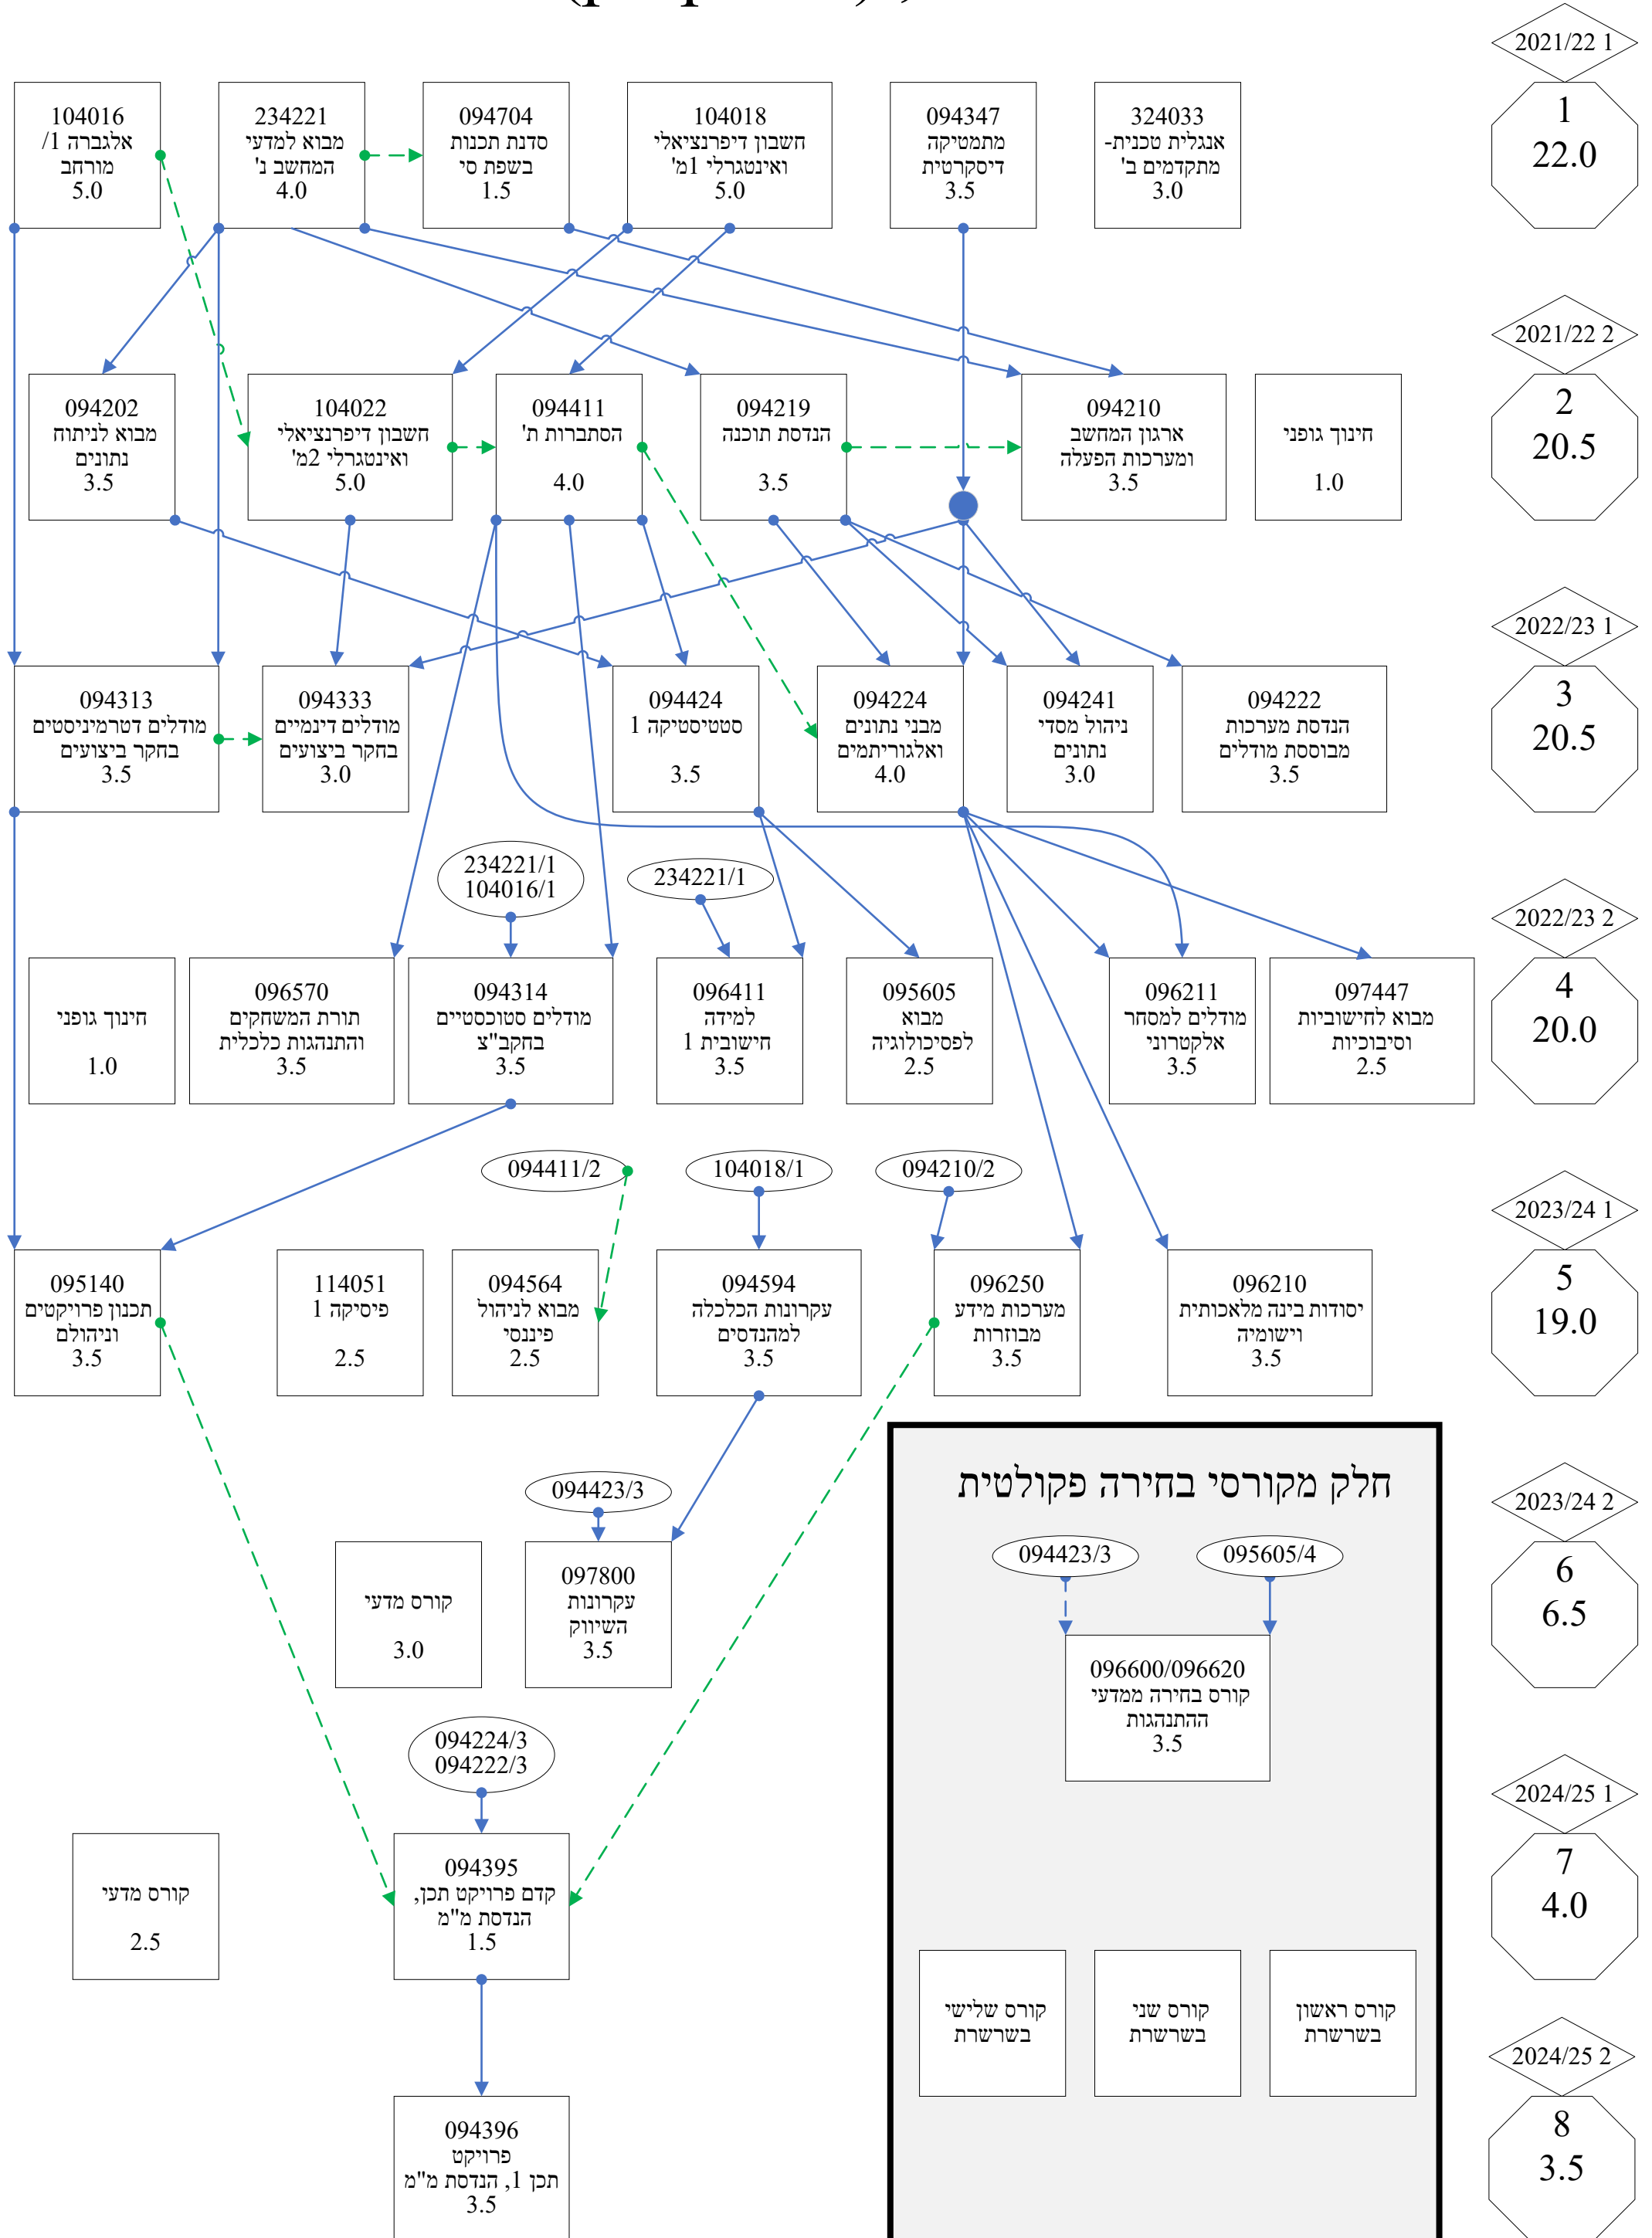 2021/22 1
1
22.0
324033
אנגלית טכנית-
מתקדמים ב'
3.0
094347
מתמטיקה
דיסקרטית
3.5
104018
חשבון דיפרנציאלי
ואינטגרלי 1מ'
5.0
094704
סדנת תכנות
בשפת סי
1.5
234221
מבוא למדעי
המחשב נ'
4.0
104016
אלגברה 1/
מורחב
5.0
2021/22 2
2
20.5
חינוך גופני
1.0
094210
ארגון המחשב
ומערכות הפעלה
3.5
094219
הנדסת תוכנה
3.5
094411
הסתברות ת'
4.0
104022
חשבון דיפרנציאלי
ואינטגרלי 2מ'
5.0
094202
מבוא לניתוח
נתונים
3.5
2022/23 1
3
20.5
094222
הנדסת מערכות
מבוססת מודלים
3.5
094241
ניהול מסדי
נתונים
3.0
094224
מבני נתונים
ואלגוריתמים
4.0
094424
סטטיסטיקה 1
3.5
094333
מודלים דינמיים
בחקר ביצועים
3.0
094313
מודלים דטרמיניסטים
בחקר ביצועים
3.5
234221/1
234221/1
104016/1
2022/23 2
4
20.0
097447
מבוא לחישוביות
וסיבוכיות
2.5
096211
מודלים למסחר
אלקטרוני
3.5
095605
מבוא
לפסיכולוגיה
2.5
096411
למידה
חישובית 1
3.5
094314
מודלים סטוכסטיים
בחקב"צ
3.5
096570
תורת המשחקים
והתנהגות כלכלית
3.5
חינוך גופני
1.0
094210/2
104018/1
094411/2
2023/24 1
5
19.0
096210
יסודות בינה מלאכותית
וישומיה
3.5
096250
מערכות מידע
מבוזרות
3.5
094594
עקרונות הכלכלה
למהנדסים
3.5
094564
מבוא לניהול
פיננסי
2.5
114051
פיסיקה 1
2.5
095140
תכנון פרויקטים
וניהולם
3.5
2023/24 2
6
6.5
094423/3
097800
עקרונות
השיווק
3.5
קורס מדעי
3.0
חלק מקורסי בחירה פקולטית
095605/4
094423/3
096600/096620
קורס בחירה ממדעי
ההתנהגות
3.5
קורס ראשון
בשרשרת
קורס שני
בשרשרת
קורס שלישי
בשרשרת
2024/25 1
7
4.0
094224/3
094222/3
094395
קדם פרויקט תכן,
הנדסת מ"מ
1.5
קורס מדעי
2.5
2024/25 2
8
3.5
094396
פרויקט
תכן 1, הנדסת מ"מ
3.5